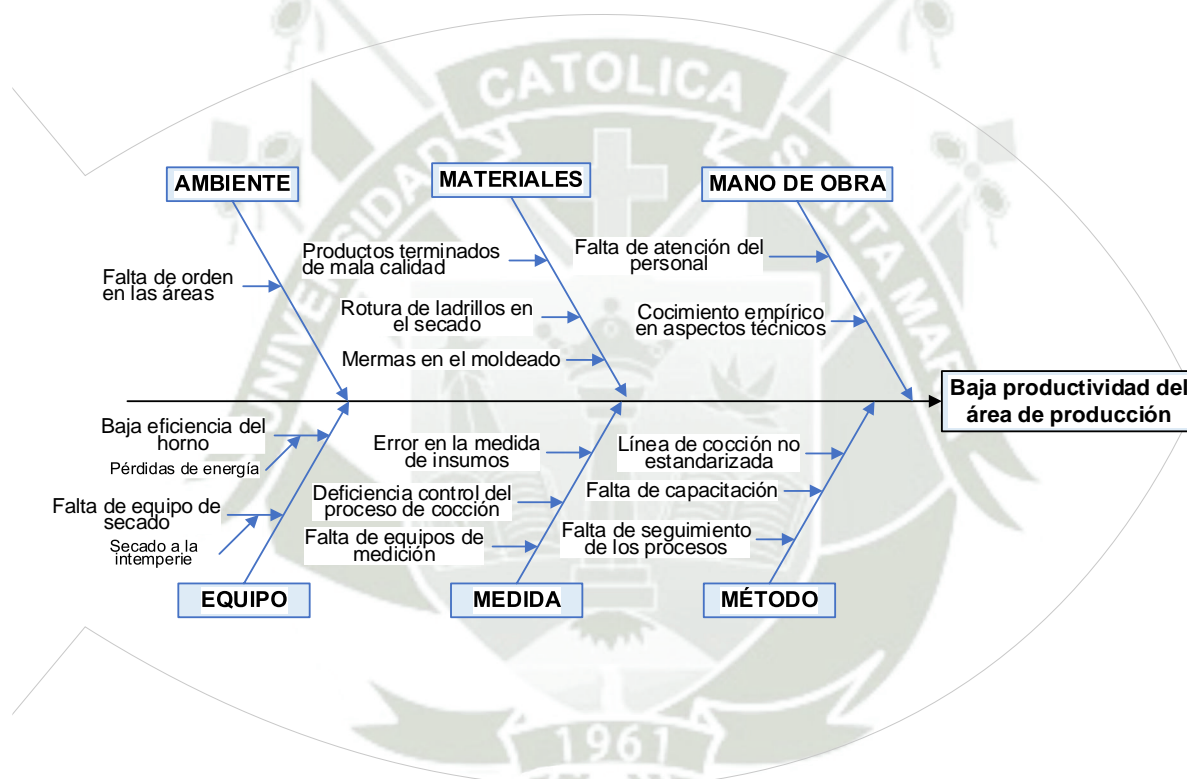 UNIVERSIDAD
CATOLICA
SANTA MARIA
AMBIENTE
MATERIALES
MANO DE OBRA
Falta de orden
en las áreas
Productos terminados
de mala calidad
Rotura de ladrillos en
el secado
Mermas en el moldeado
Falta de atención del
personal
Cocimiento empírico
en aspectos técnicos
Baja productividad del
área de producción
Baja eficiencia del
horno
Pérdidas de energía
Falta de equipo de
secado
Secado a la
intemperie
Error en la medida
de insumos
Deficiencia control del
proceso de cocción
Falta de equipos de
medición
Línea de cocción no
estandarizada
Falta de capacitación
Falta de seguimiento
de los procesos
EQUIPO
MEDIDA
MÉTODO
1961